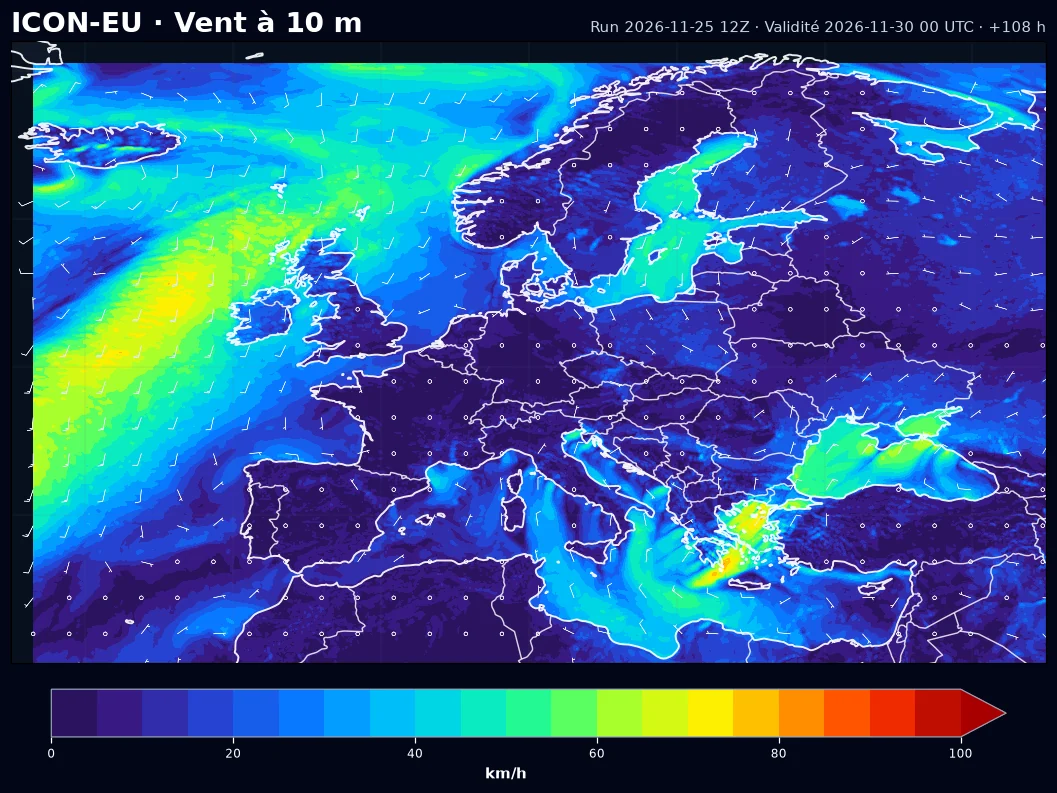 ICON-EU · Vent à 10 m
Run 2026-11-25 12Z · Validité 2026-11-30 00 UTC · +108 h
0 20 40 60 80 100
km/h